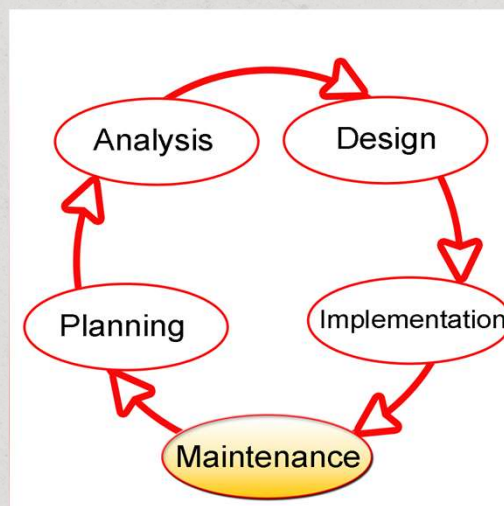 Analysis
Design
Planning
Implementation
Maintenance